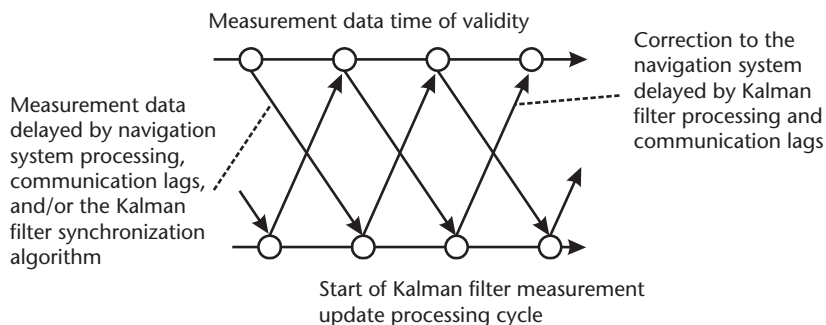 Measurement data time of validity
Correction to the
navigation system
delayed by Kalman
filter processing and
communication lags
Measurement data
delayed by navigation
system processing,
communication lags,
and/or the Kalman
filter synchronization
algorithm
Start of Kalman filter measurement
update processing cycle